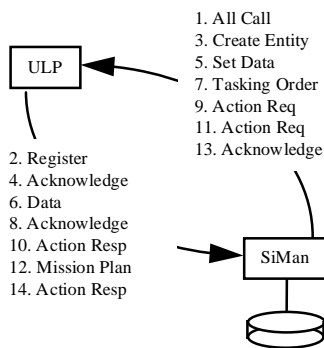 1. All Call
3. Create Entity
5. Set Data
7. Tasking Order
9. Action Req
11. Action Req
13. Acknowledge
ULP
2. Register
4. Acknowledge
6. Data
8. Acknowledge
10. Action Resp
12. Mission Plan
14. Action Resp
SiMan